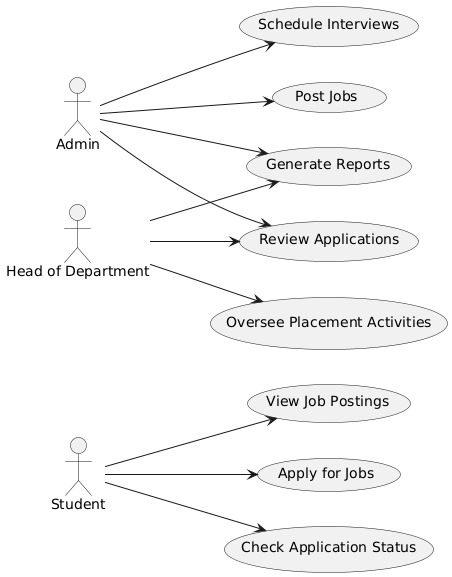 Schedule Interviews
Post Jobs
Admin
Generate Reports
Review Applications
Head of Department
Oversee Placement Activities
View Job Postings
Apply for Jobs
Student
Check Application Status